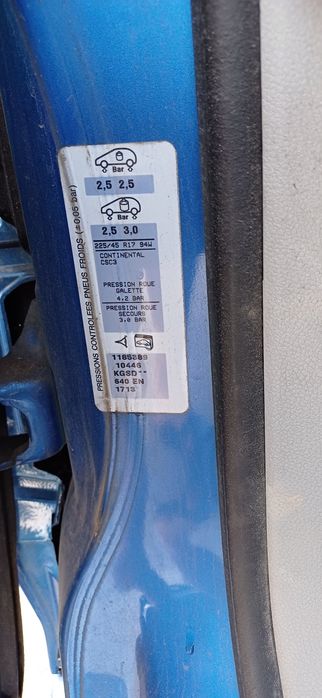 PRESSIONS CONTROLEES PNEUS FROIDS (±0,05 bar)
Bar
2,5 2,5
Bar
2,5 3,0
225/45 R17 94W
CONTINENTAL
CSC3
PRESSION ROUE
GALETTE
4.2 BAR
PRESSION ROUE
SECOURS
3.0 BAR
1185389
10446
KGSD**
640 EN
1713